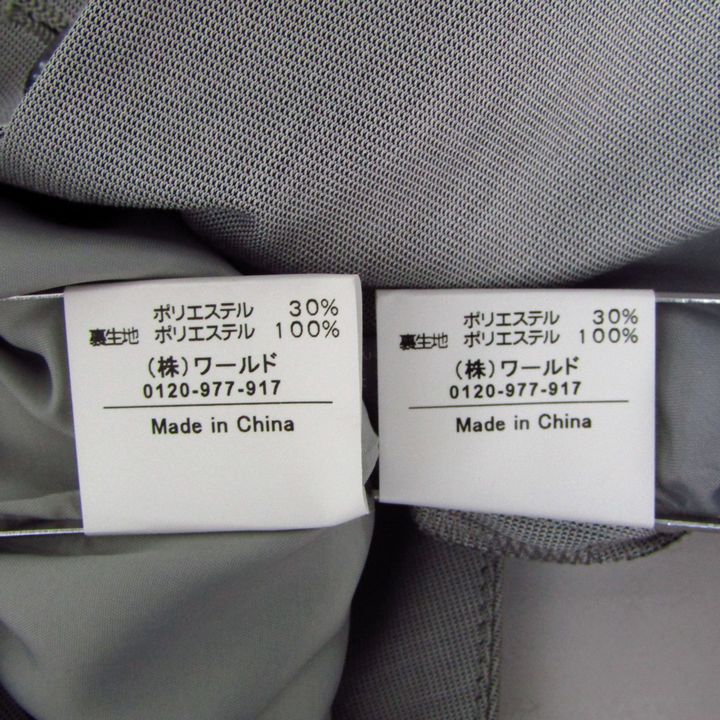 ポリエステル 30%
裏生地 ポリエステル 100%
(株)ワールド
0120-977-917
Made in China
ポリエステル 30%
裏生地 ポリエステル 100%
(株)ワールド
0120-977-917
Made in China